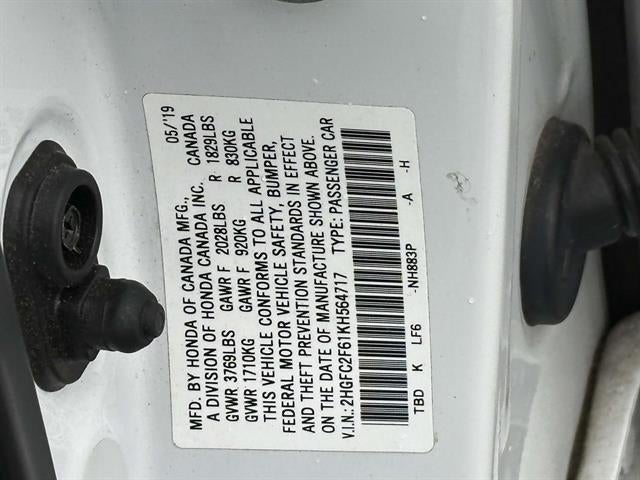 MFD. BY HONDA OF CANADA MFG., 05/'19
A DIVISION OF HONDA CANADA INC. CANADA
GVWR 3769LBS GAWR F 2028LBS R 1829LBS
GVWR 1710KG GAWR F 920KG R 830KG
THIS VEHICLE CONFORMS TO ALL APPLICABLE
FEDERAL MOTOR VEHICLE SAFETY, BUMPER,
AND THEFT PREVENTION STANDARDS IN EFFECT
ON THE DATE OF MANUFACTURE SHOWN ABOVE.
V.I.N.: 2HGFC2F61KH564717 TYPE: PASSENGER CAR
TBD K LF6 -NH883P -A -H